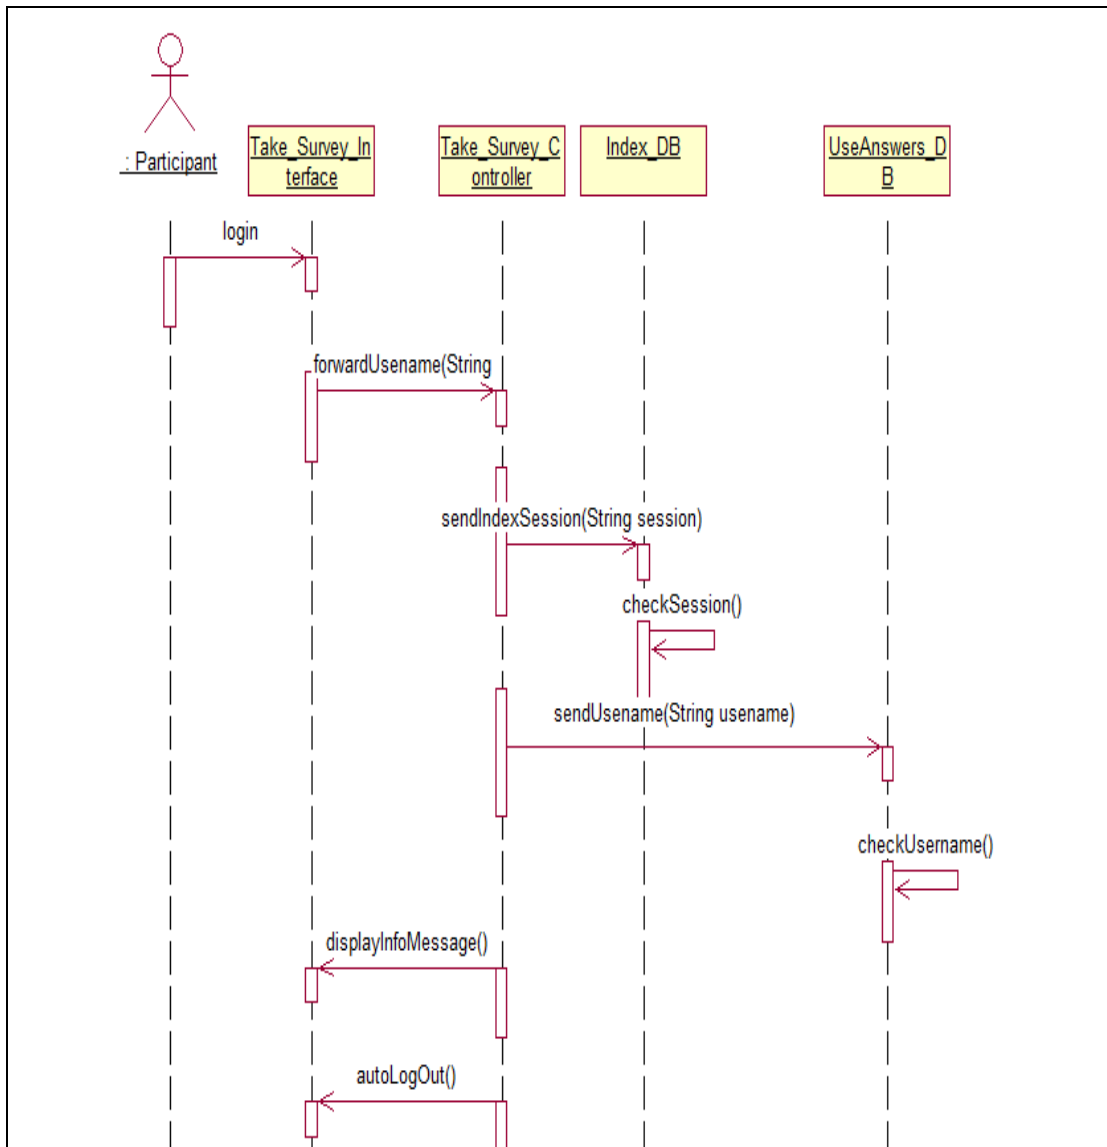 : Participant
Take_Survey_In
terface
Take_Survey_C
ontroller
Index_DB
UseAnswers_D
B
login
forwardUsename(String
sendIndexSession(String session)
checkSession()
sendUsename(String usename)
checkUsername()
displayInfoMessage()
autoLogOut()